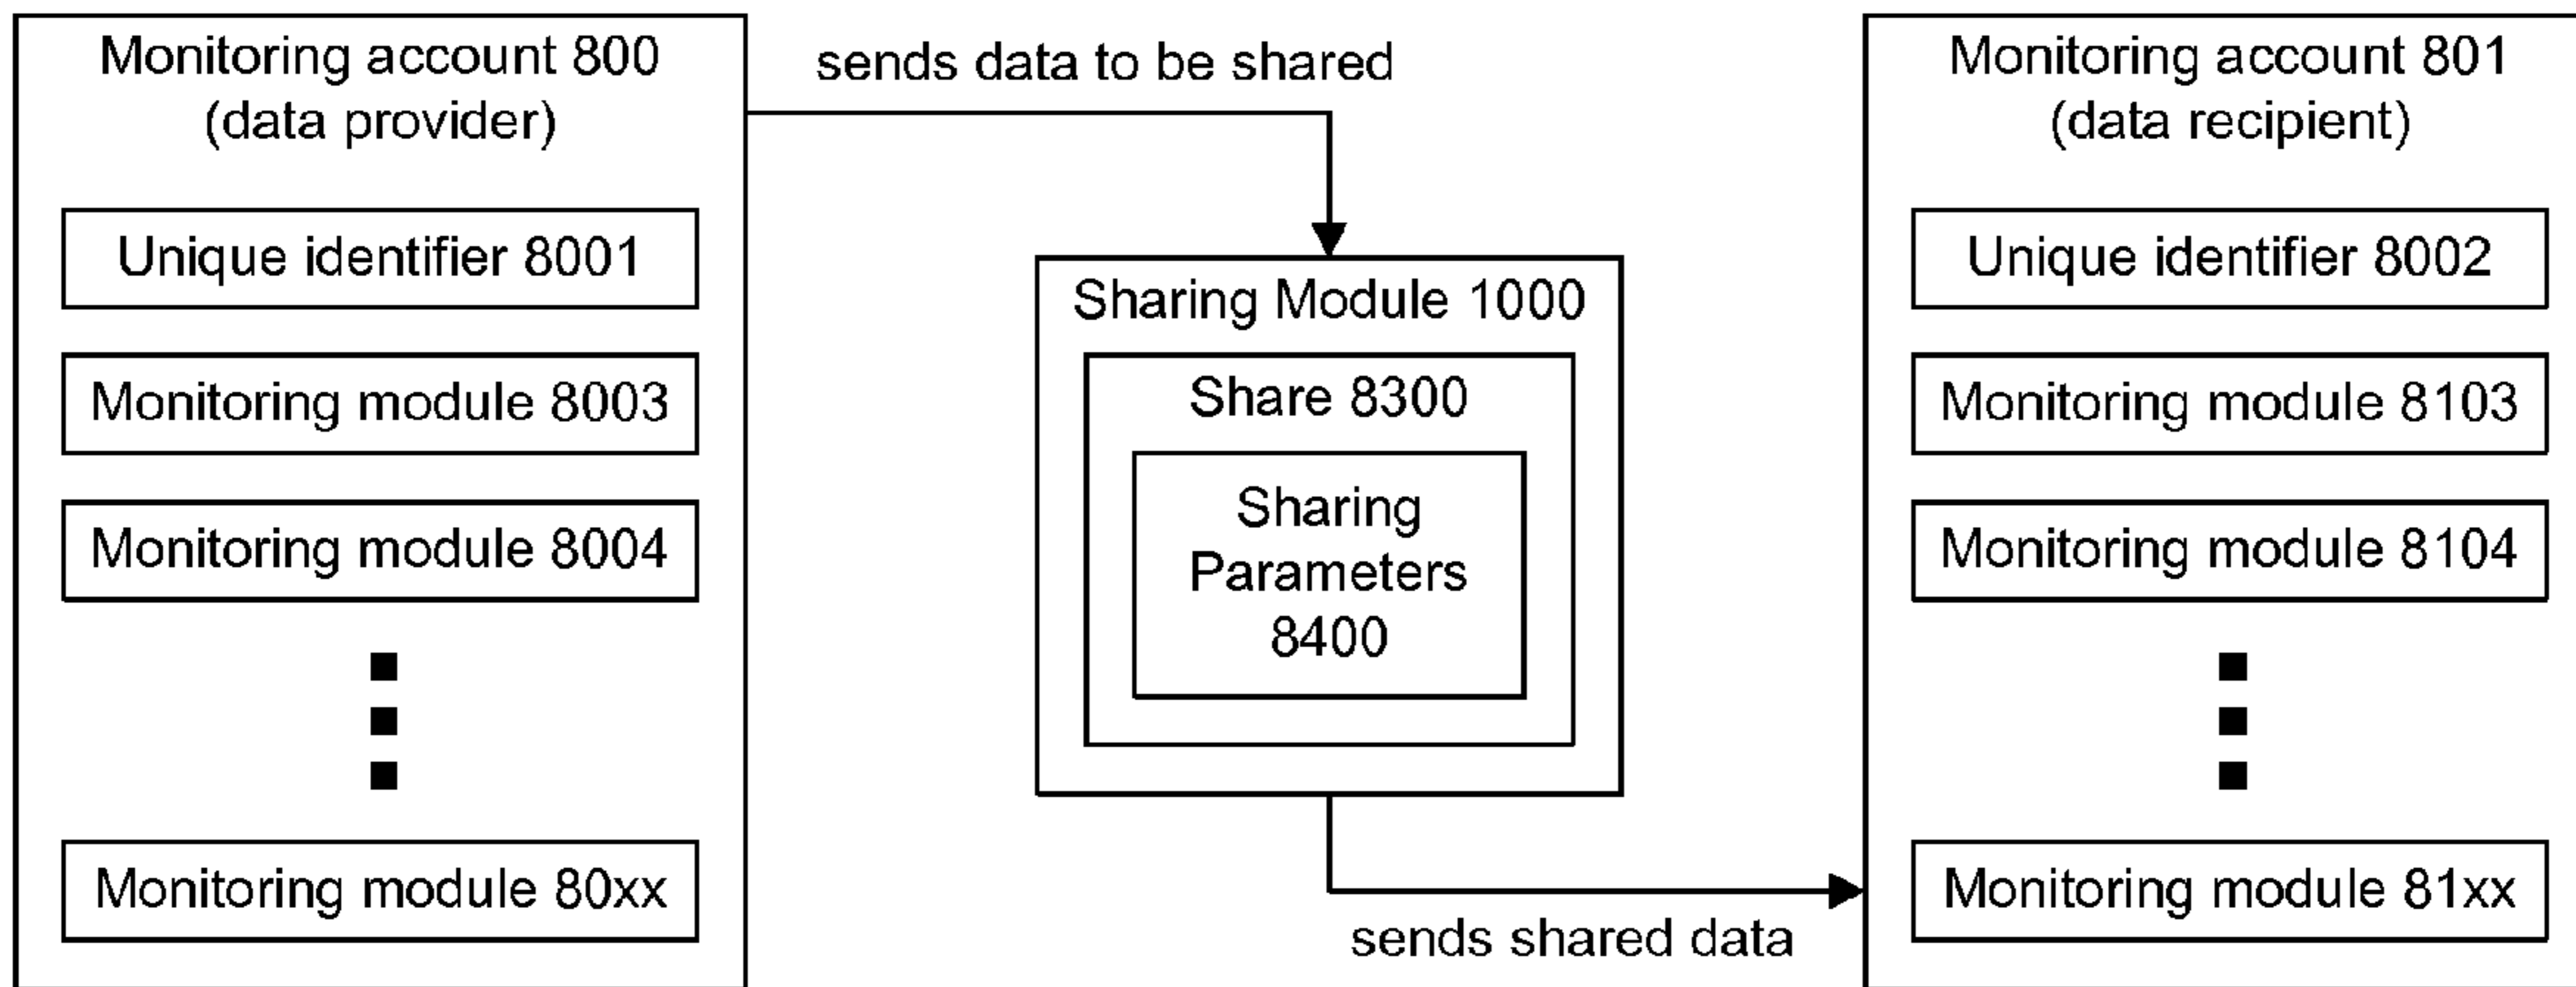 Monitoring account 800
(data provider)
Unique identifier 8001
Monitoring module 8003
Monitoring module 8004
Monitoring module 80xx
sends data to be shared
Sharing Module 1000
Share 8300
Sharing
Parameters
8400
sends shared data
Monitoring account 801
(data recipient)
Unique identifier 8002
Monitoring module 8103
Monitoring module 8104
Monitoring module 81xx